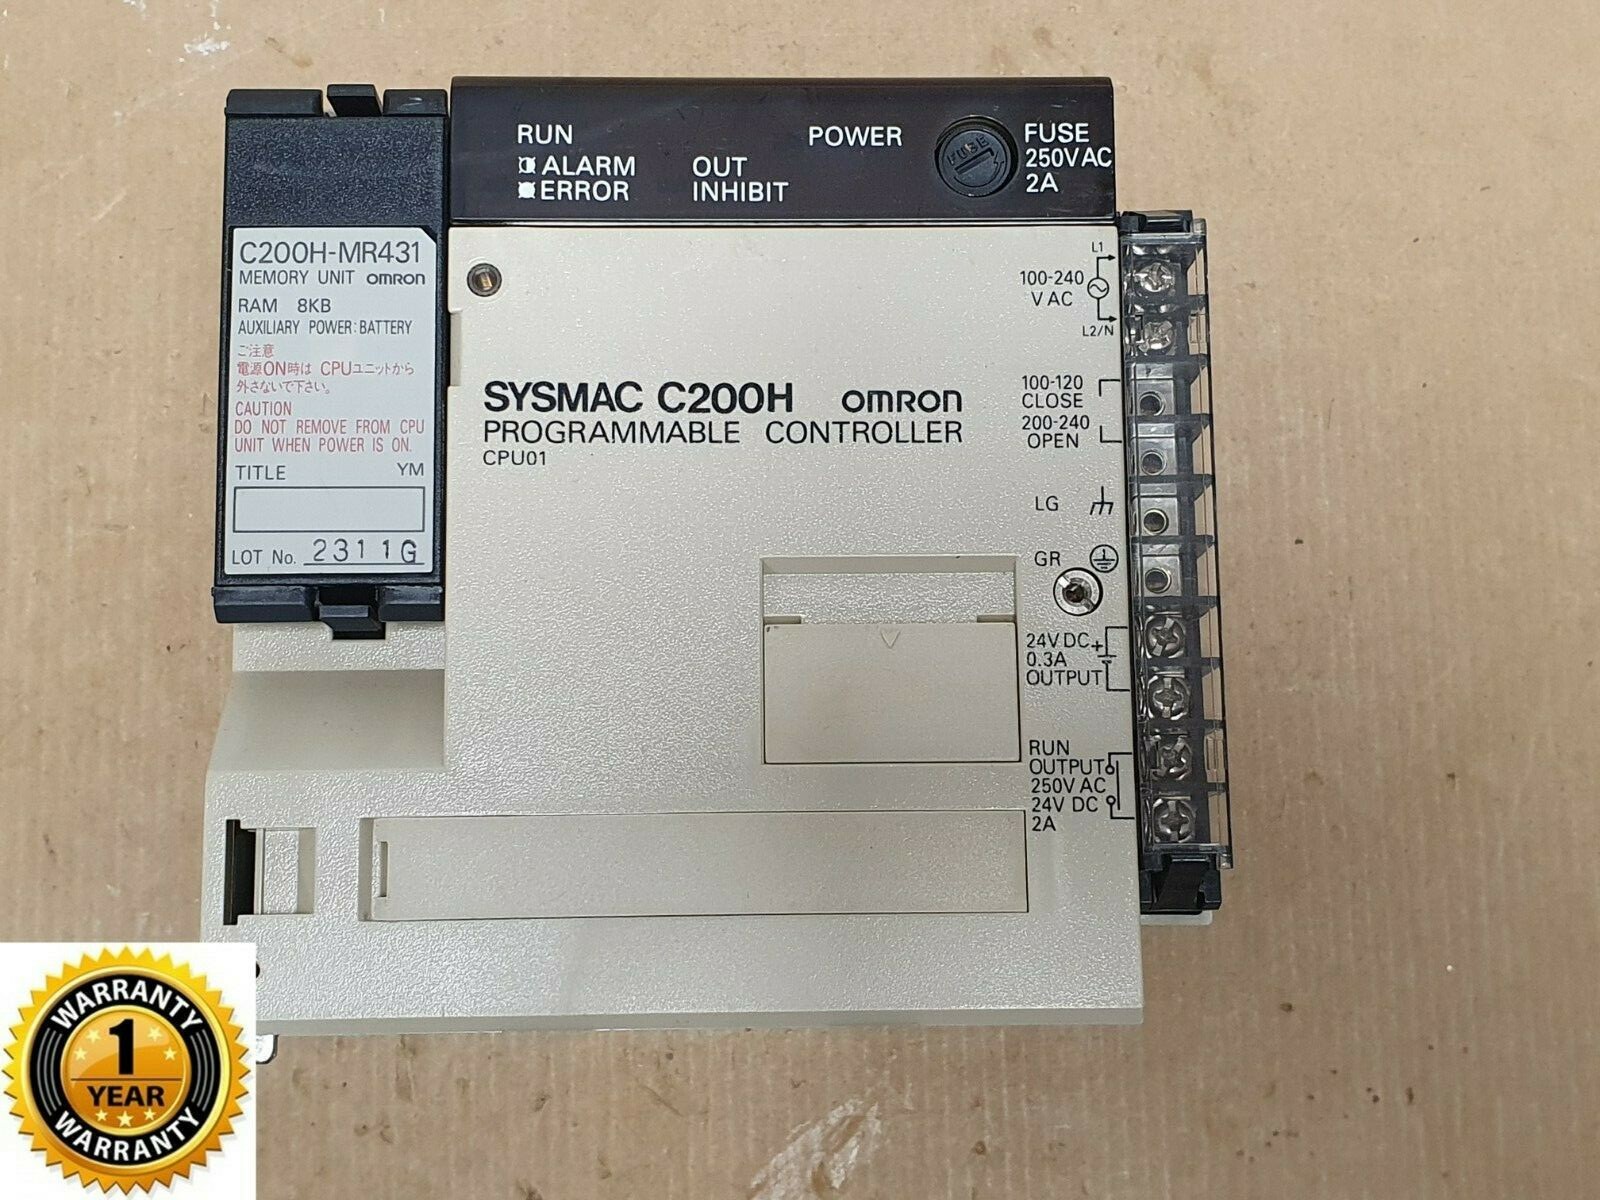 RUN
ALARM
ERROR
OUT
INHIBIT
POWER
FUSE
FUSE
250VAC
2A
C200H-MR431
MEMORY UNIT omron
RAM 8KB
AUXILIARY POWER:BATTERY
ご注意
電源ON時は CPUユニットから
外さないで下さい。
CAUTION
DO NOT REMOVE FROM CPU
UNIT WHEN POWER IS ON.
TITLE YM
LOT No. 2311G
SYSMAC C200H omron
PROGRAMMABLE CONTROLLER
CPU01
L1
100-240
V AC
L2/N
100-120
CLOSE
200-240
OPEN
LG
GR
24V DC +
0.3A
OUTPUT
RUN
OUTPUT
250V AC
24V DC
2A
WARRANTY
1
YEAR
WARRANTY